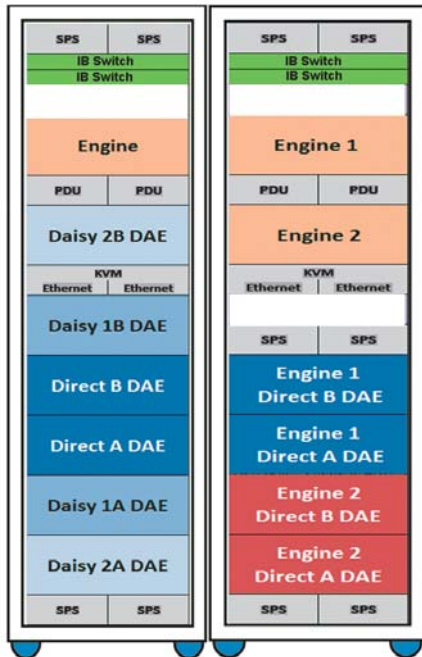 SPS SPS
IB Switch
IB Switch
Engine
PDU PDU
Daisy 2B DAE
KVM
Ethernet Ethernet
Daisy 1B DAE
Direct B DAE
Direct A DAE
Daisy 1A DAE
Daisy 2A DAE
SPS SPS
SPS SPS
IB Switch
IB Switch
Engine 1
PDU PDU
Engine 2
KVM
Ethernet Ethernet
SPS SPS
Engine 1
Direct B DAE
Engine 1
Direct A DAE
Engine 2
Direct B DAE
Engine 2
Direct A DAE
SPS SPS